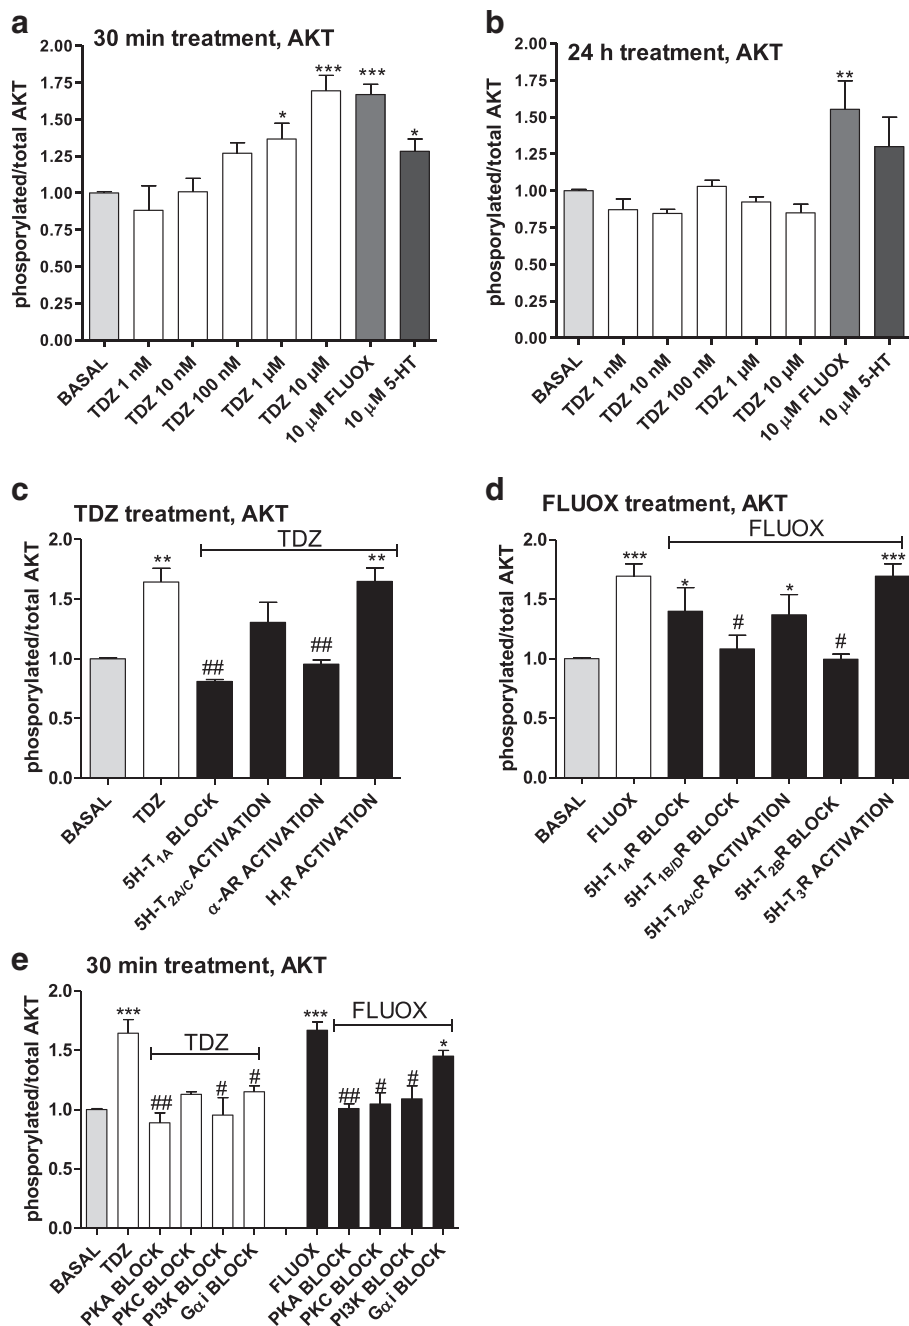 a
30 min treatment, AKT
phosporylated/total AKT
2.00
1.75
1.50
1.25
1.00
0.75
0.50
0.25
0.00
*
***
***
*
BASAL
TDZ 1 nM
TDZ 10 nM
TDZ 100 nM
TDZ 1 µM
TDZ 10 µM
10 µM FLUOX
10 µM 5-HT
b
24 h treatment, AKT
phosporylated/total AKT
2.00
1.75
1.50
1.25
1.00
0.75
0.50
0.25
0.00
**
BASAL
TDZ 1 nM
TDZ 10 nM
TDZ 100 nM
TDZ 1 µM
TDZ 10 µM
10 µM FLUOX
10 µM 5-HT
c
TDZ treatment, AKT
TDZ
phosporylated/total AKT
2.0
1.5
1.0
0.5
0.0
**
##
##
**
BASAL
TDZ
5H-T1A BLOCK
5H-T2A/C ACTIVATION
α-AR ACTIVATION
H1R ACTIVATION
d
FLUOX treatment, AKT
FLUOX
phosporylated/total AKT
2.0
1.5
1.0
0.5
0.0
***
*
#
*
#
***
BASAL
FLUOX
5H-T1AR BLOCK
5H-T1B/DR BLOCK
5H-T2A/CR ACTIVATION
5H-T2BR BLOCK
5H-T3R ACTIVATION
e
30 min treatment, AKT
phosporylated/total AKT
2.0
1.5
1.0
0.5
0.0
***
TDZ
##
#
#
***
FLUOX
##
#
#
*
BASAL
TDZ
PKA BLOCK
PKC BLOCK
PI3K BLOCK
Gαi BLOCK
FLUOX
PKA BLOCK
PKC BLOCK
PI3K BLOCK
Gαi BLOCK